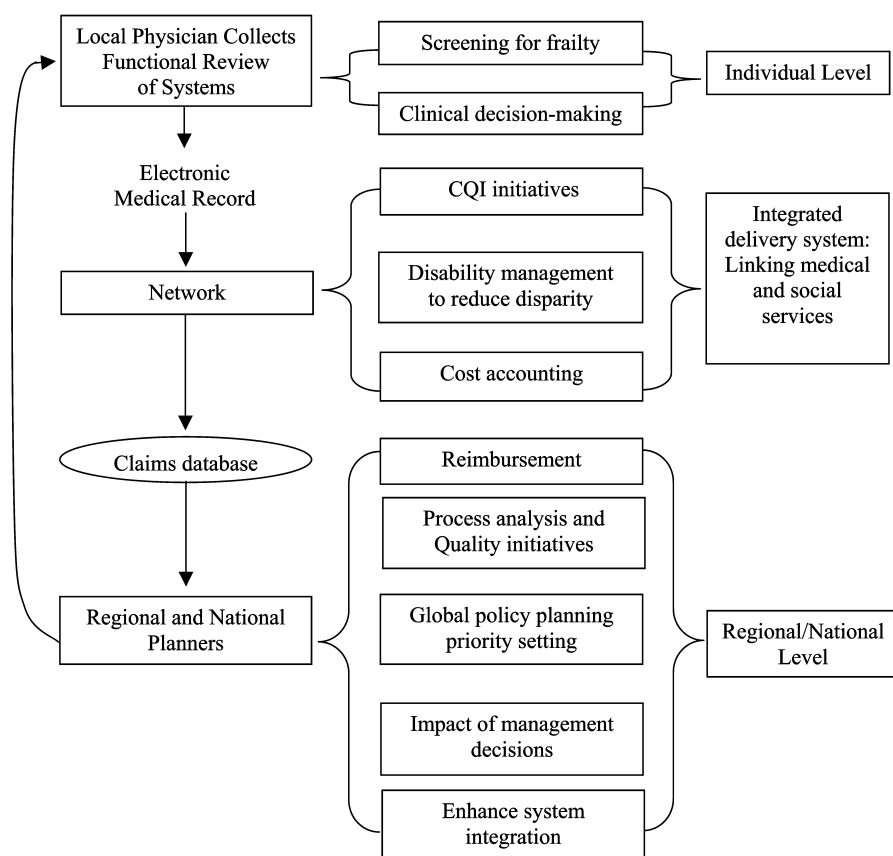 Local Physician Collects
Functional Review
of Systems
Screening for frailty
Clinical decision-making
Individual Level
Electronic
Medical Record
Network
CQI initiatives
Disability management
to reduce disparity
Cost accounting
Integrated
delivery system:
Linking medical
and social
services
Claims database
Regional and National
Planners
Reimbursement
Process analysis and
Quality initiatives
Global policy planning
priority setting
Impact of management
decisions
Enhance system
integration
Regional/National
Level